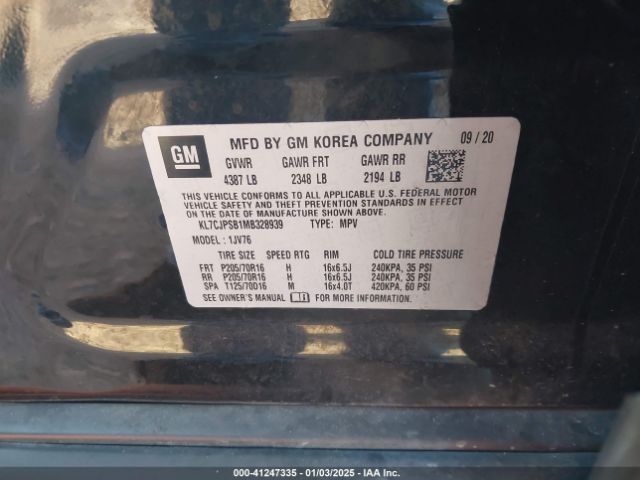 GM
MFD BY GM KOREA COMPANY 09 / 20
GVWR GAWR FRT GAWR RR
4387 LB 2348 LB 2194 LB
THIS VEHICLE CONFORMS TO ALL APPLICABLE U.S. FEDERAL MOTOR
VEHICLE SAFETY AND THEFT PREVENTION STANDARDS IN EFFECT ON
THE DATE OF MANUFACTURE SHOWN ABOVE.
KL7CJPSB1MB328939 TYPE: MPV
MODEL: 1JV76
TIRE SIZE SPEED RTG RIM COLD TIRE PRESSURE
FRT P205/70R16 H 16x6.5J 240KPA, 35 PSI
RR P205/70R16 H 16x6.5J 240KPA, 35 PSI
SPA T125/70D16 M 16x4.0T 420KPA, 60 PSI
SEE OWNER'S MANUAL FOR MORE INFORMATION.
000-41247335 - 01/03/2025 - IAA Inc.